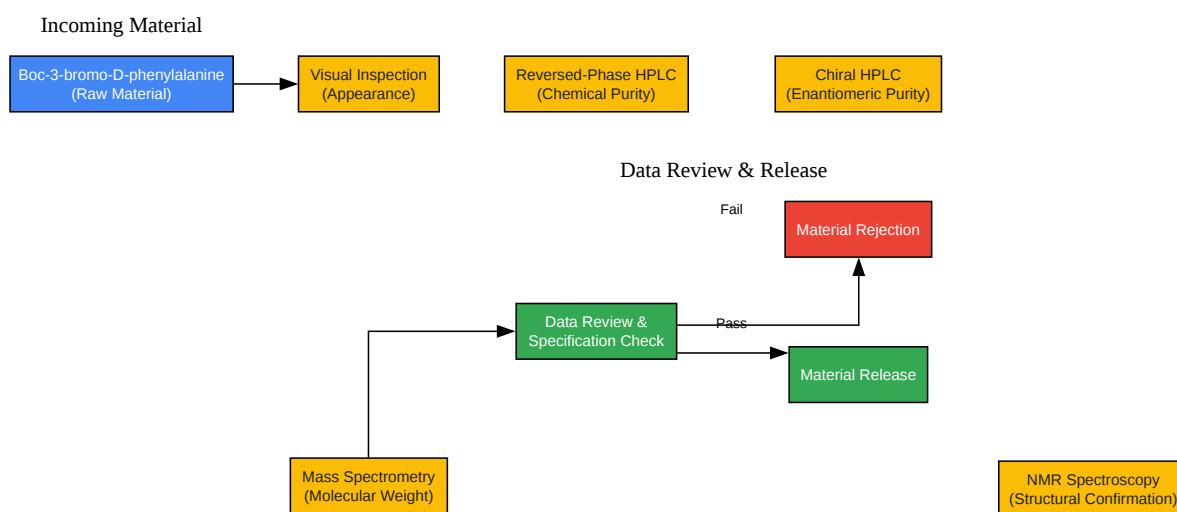 Incoming Material
Boc-3-bromo-D-phenylalanine
(Raw Material)
Visual Inspection
(Appearance)
Reversed-Phase HPLC
(Chemical Purity)
Chiral HPLC
(Enantiomeric Purity)
Data Review & Release
Fail
Material Rejection
Data Review &
Specification Check
Pass
Material Release
Mass Spectrometry
(Molecular Weight)
NMR Spectroscopy
(Structural Confirmation)